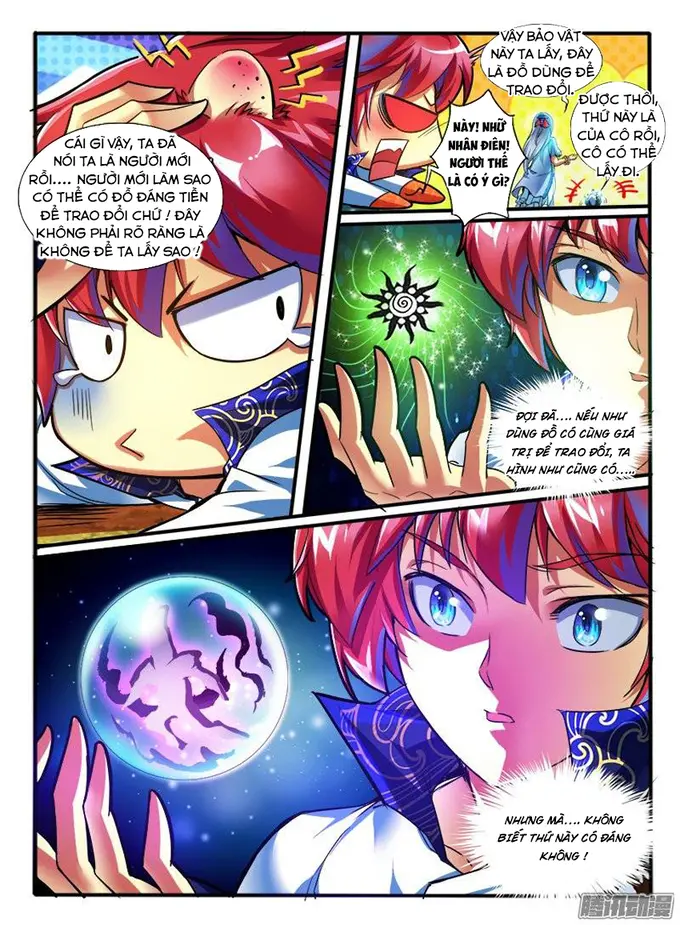 CÁI GÌ VẬY, TA ĐÃ
NÓI TA LÀ NGƯỜI MỚI
RỒI.... NGƯỜI MỚI LÀM SAO
CÓ THỂ CÓ ĐỒ ĐÁNG TIỀN
ĐỂ TRAO ĐỔI CHỨ ! ĐÂY
KHÔNG PHẢI RÕ RÀNG LÀ
KHÔNG ĐỂ TA LẤY SAO !
VẬY BẢO VẬT
NÀY TA LẤY, ĐÂY
LÀ ĐỒ DÙNG ĐỂ
TRAO ĐỔI.
ĐƯỢC THÔI,
THỨ NÀY LÀ
CỦA CÔ RỒI,
CÔ CÓ THỂ
LẤY ĐI.
NÀY! NHỮ
NHÂN ĐIÊN!
NGƯƠI THẾ
LÀ CÓ Ý GÌ?
ĐỢI ĐÃ.... NẾU NHƯ
DÙNG ĐỒ CÓ CÙNG GIÁ
TRỊ ĐỂ TRAO ĐỔI, TA
HÌNH NHƯ CŨNG CÓ.....
NHƯNG MÀ.... KHÔNG
BIẾT THỨ NÀY CÓ ĐÁNG
KHÔNG !
腾讯动漫